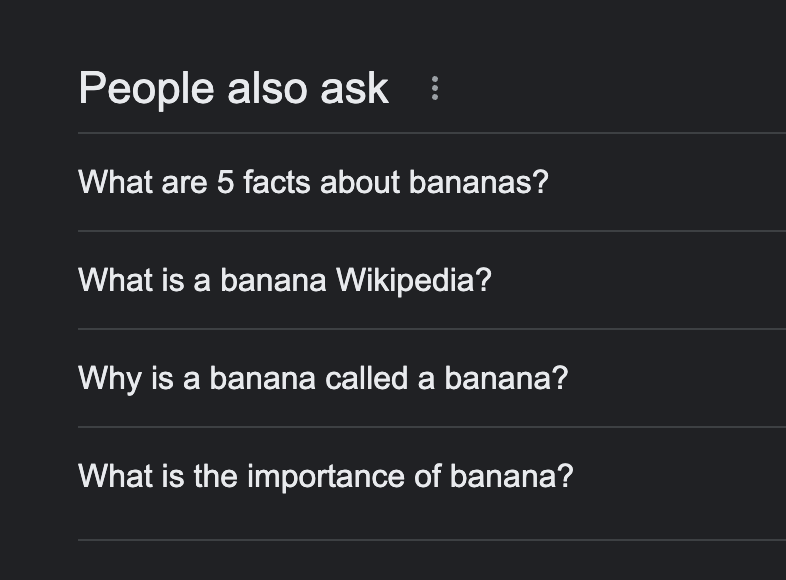 People also ask
What are 5 facts about bananas?
What is a banana Wikipedia?
Why is a banana called a banana?
What is the importance of banana?